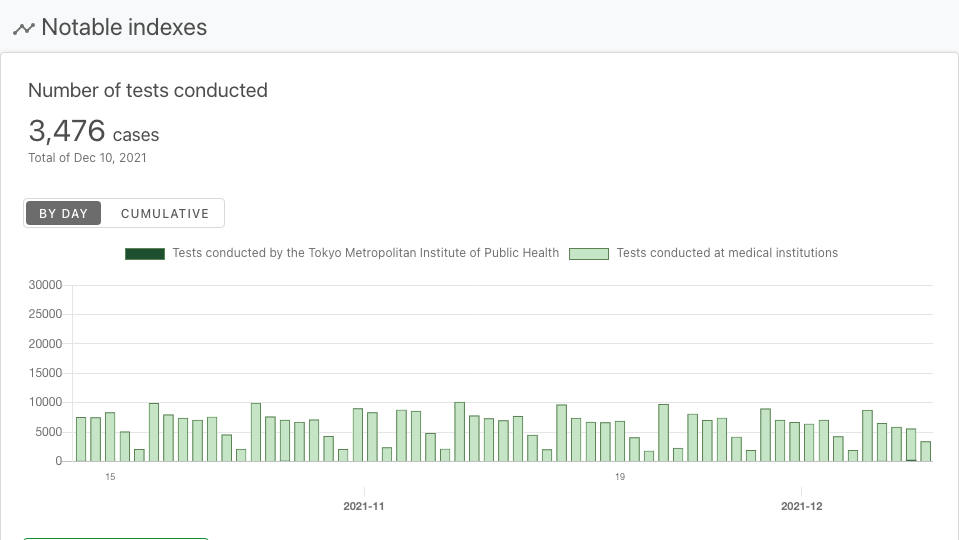 Notable indexes
Number of tests conducted
3,476 cases
Total of Dec 10, 2021
BY DAY CUMULATIVE
Tests conducted by the Tokyo Metropolitan Institute of Public Health Tests conducted at medical institutions
30000
25000
20000
15000
10000
5000
0
15 19
2021-11 2021-12